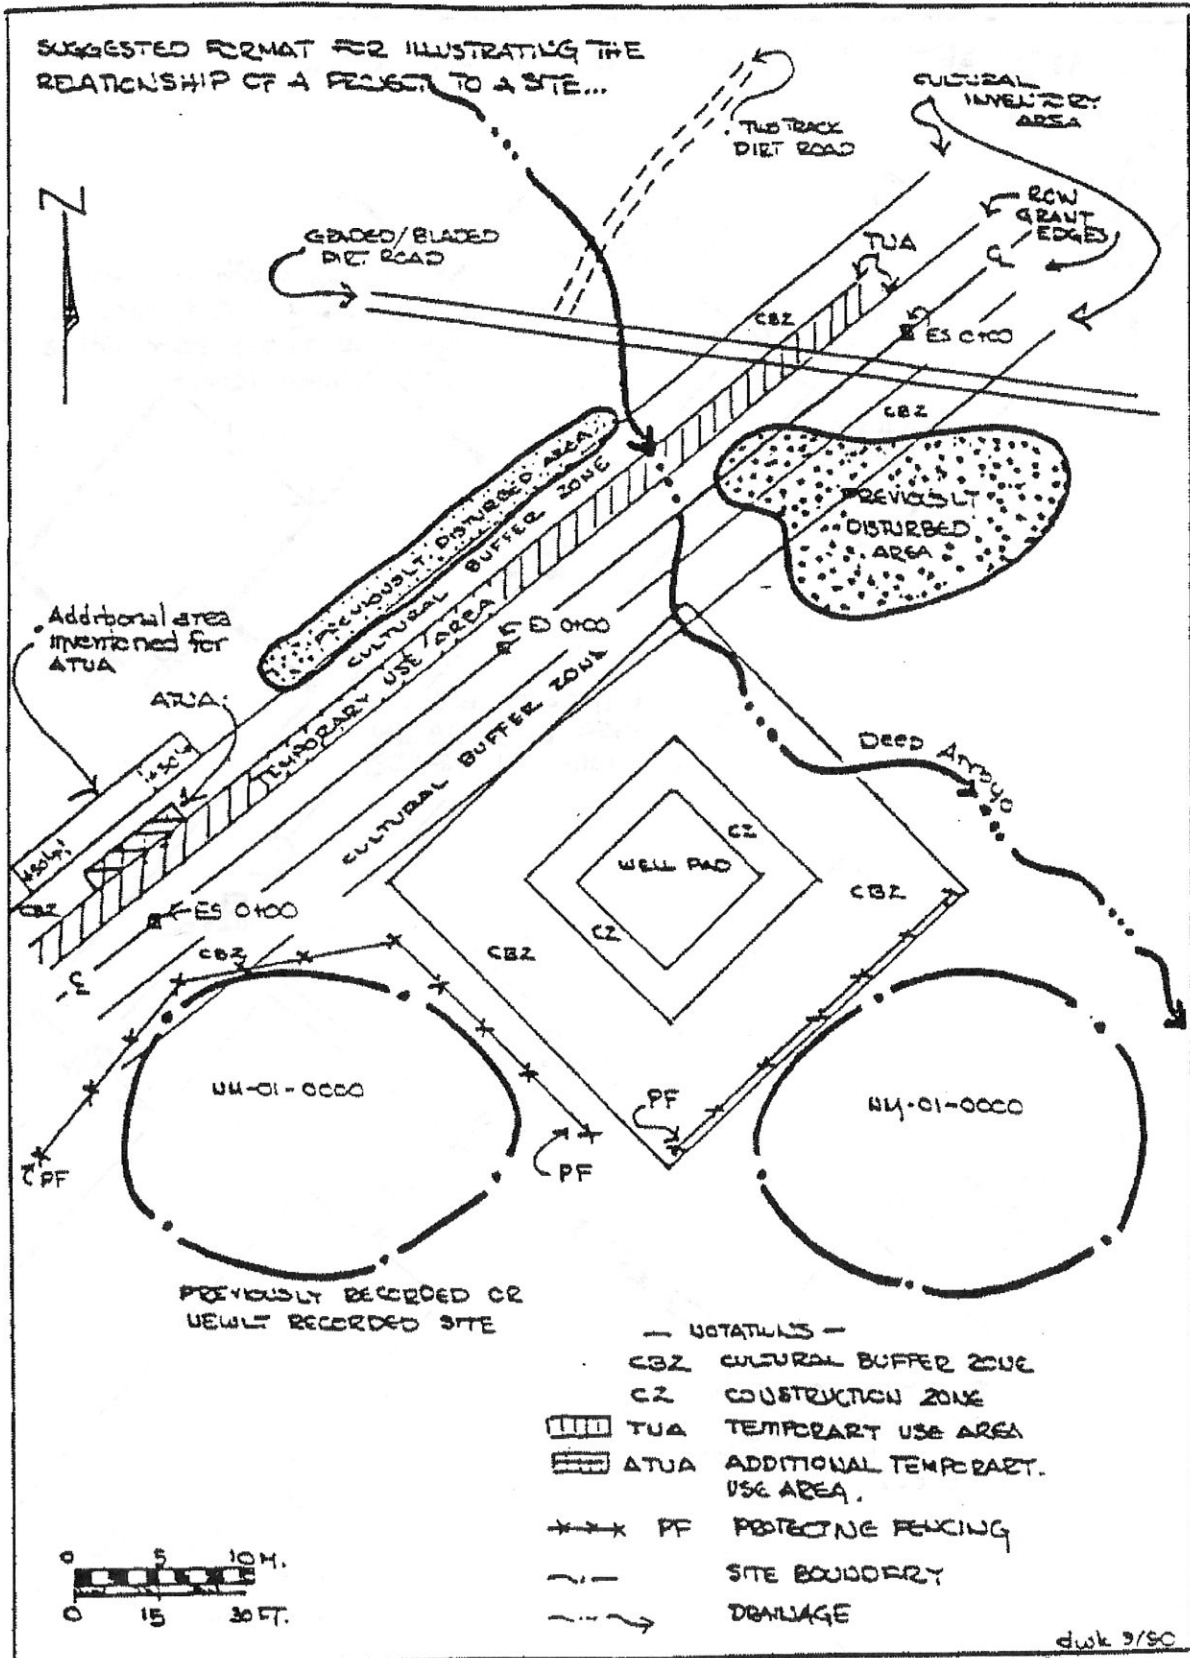 SUGGESTED FORMAT FOR ILLUSTRATING THE
RELATIONSHIP OF A PROJECT TO A SITE...
CULTURAL
INVENTORY
AREA
TWO TRACK
DIRT ROAD
N
ROW
GRANT
EDGES
GRADED/BLADED
DIRT ROAD
TUA
℄
CBZ
ES 0+00
CBZ
PREVIOUSLY DISTURBED AREA
CULTURAL BUFFER ZONE
PREVIOUSLY
DISTURBED
AREA
TEMPORARY USE AREA
Additional area
inventioned for
ATUA
ED 0+00
ATUA
CULTURAL BUFFER ZONE
Deep Arroyo
CZ
WELL PAD
CBZ
CBZ
ES 0+00
CZ
CBZ
CBZ
℄
NM-01-0000
NM-01-0000
PF
PF
PF
PREVIOUSLY RECORDED OR
NEWLY RECORDED SITE
— NOTATIONS —
CBZ CULTURAL BUFFER ZONE
CZ CONSTRUCTION ZONE
TUA TEMPORARY USE AREA
ATUA ADDITIONAL TEMPORARY.
USE AREA.
PF PROTECTIVE FENCING
SITE BOUNDERY
DRAINAGE
0 5 10 M.
0 15 30 FT.
dwk 9/90